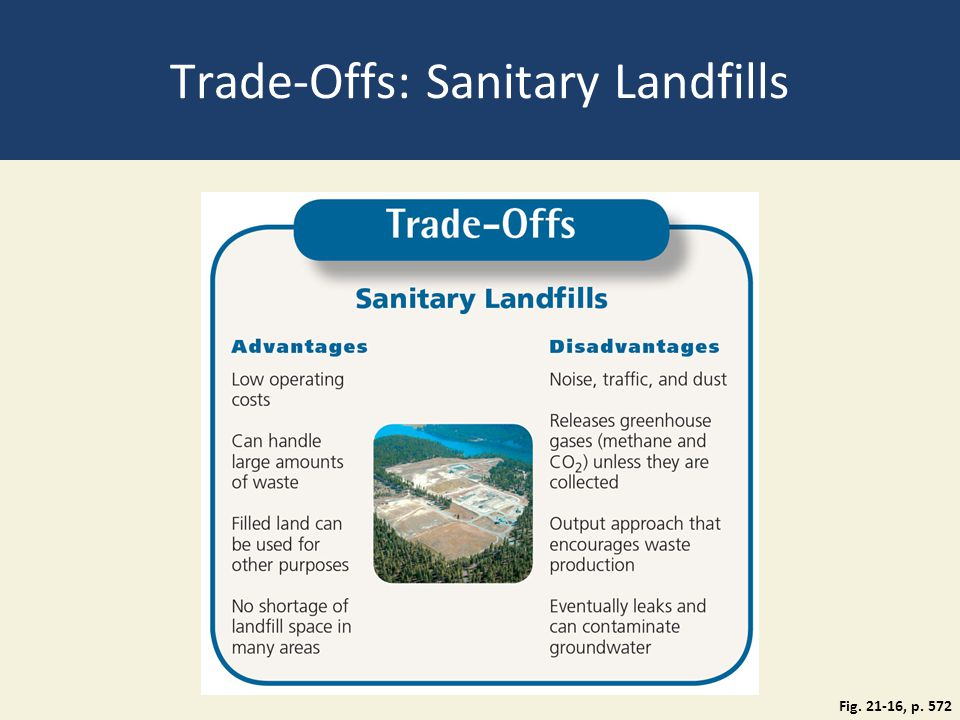 Trade-Offs: Sanitary Landfills
Trade-Offs
Sanitary Landfills
Advantages
Low operating
costs
Can handle
large amounts
of waste
Filled land can
be used for
other purposes
No shortage of
landfill space in
many areas
Disadvantages
Noise, traffic, and dust
Releases greenhouse
gases (methane and
CO2) unless they are
collected
Output approach that
encourages waste
production
Eventually leaks and
can contaminate
groundwater
Fig. 21-16, p. 572